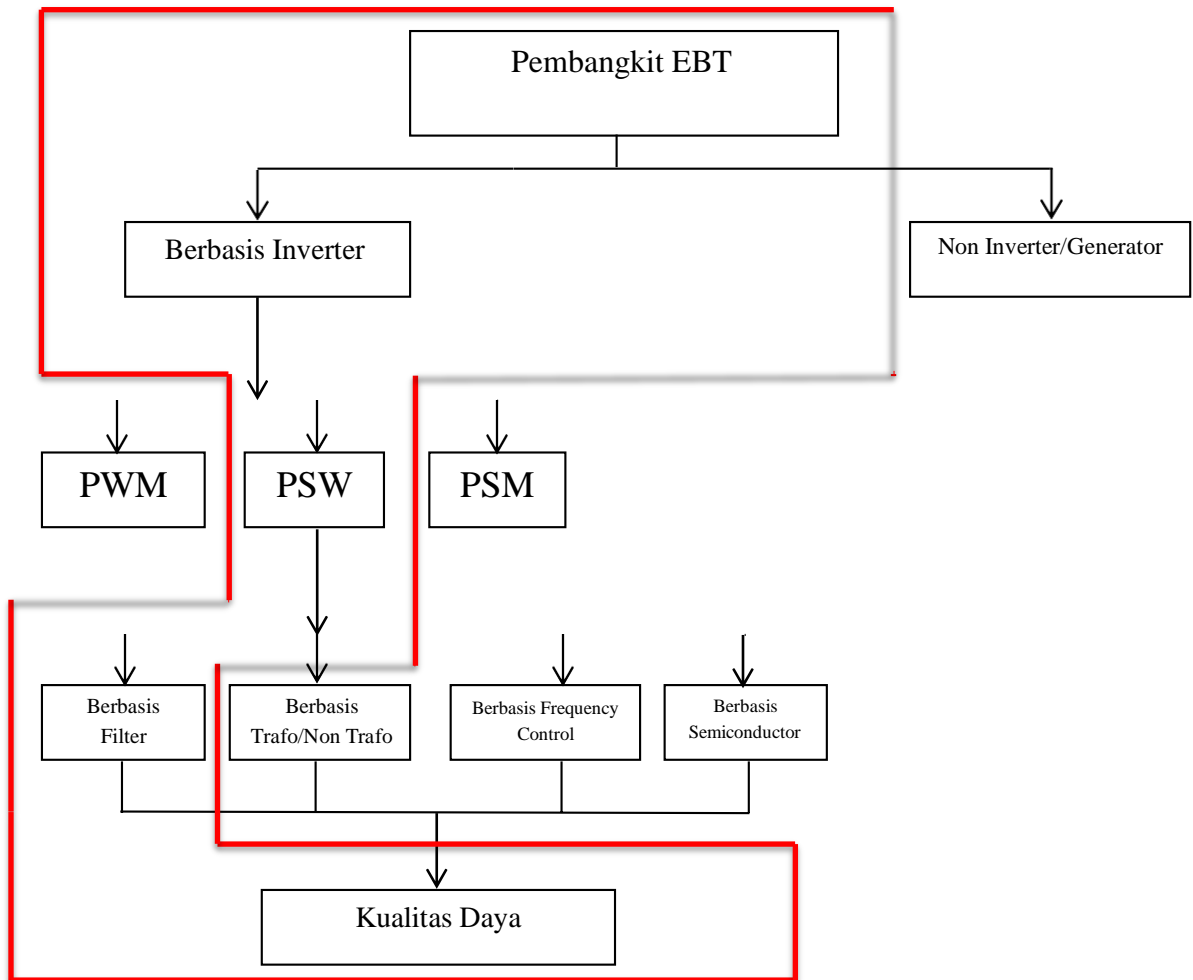 Pembangkit EBT
Berbasis Inverter
Non Inverter/Generator
PWM
PSW
PSM
Berbasis
Filter
Berbasis
Trafo/Non Trafo
Berbasis Frequency
Control
Berbasis
Semiconductor
Kualitas Daya